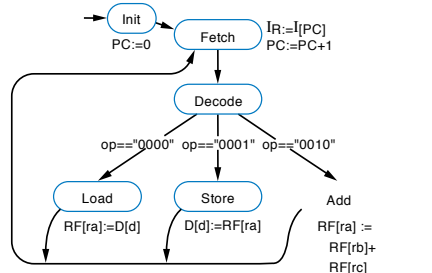 Init
PC:=0
Fetch
IR:=I[PC]
PC:=PC+1
Decode
op=="0000" op=="0001" op=="0010"
Load
RF[ra]:=D[d]
Store
D[d]:=RF[ra]
Add
RF[ra] :=
RF[rb]+
RF[rc]